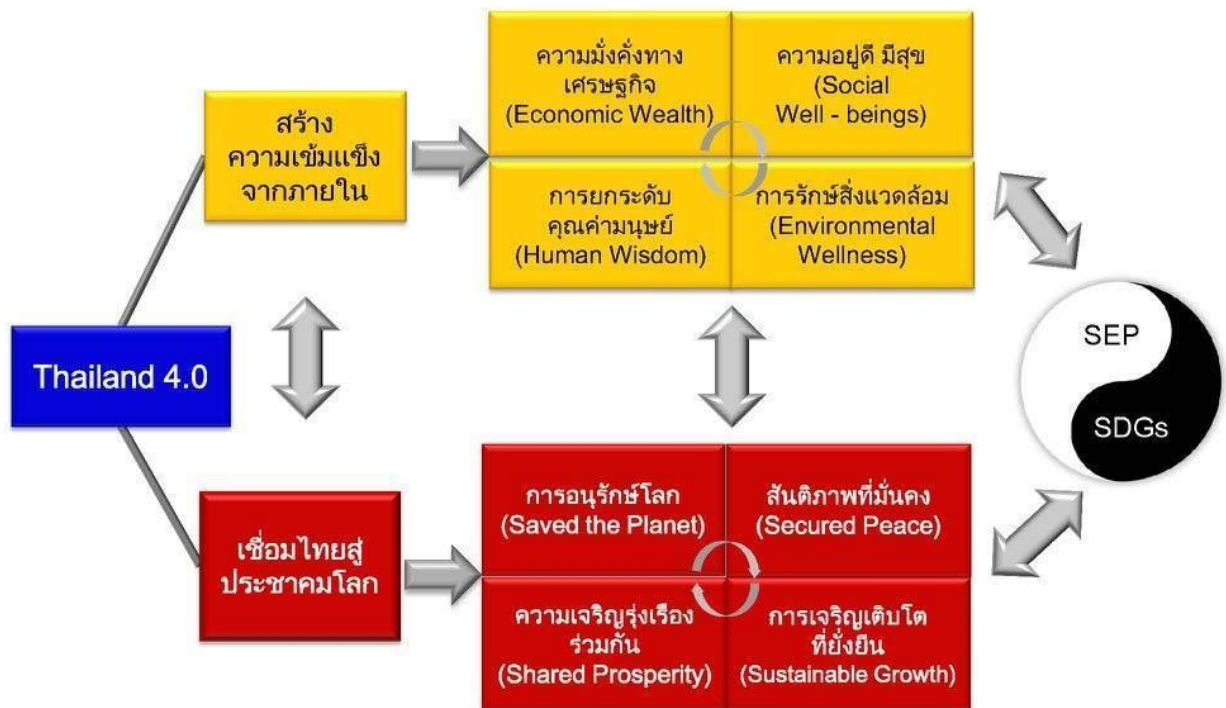 ความมั่งคั่งทาง
เศรษฐกิจ
(Economic Wealth)
ความอยู่ดี มีสุข
(Social
Well - beings)
สร้าง
ความเข้มแข็ง
จากภายใน
การยกระดับ
คุณค่ามนุษย์
(Human Wisdom)
การรักษ์สิ่งแวดล้อม
(Environmental
Wellness)
Thailand 4.0
SEP
SDGs
การอนุรักษ์โลก
(Saved the Planet)
สันติภาพที่มั่นคง
(Secured Peace)
เชื่อมไทยสู่
ประชาคมโลก
ความเจริญรุ่งเรือง
ร่วมกัน
(Shared Prosperity)
การเจริญเติบโต
ที่ยั่งยืน
(Sustainable Growth)